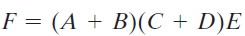 F = (A + B)(C + D)E